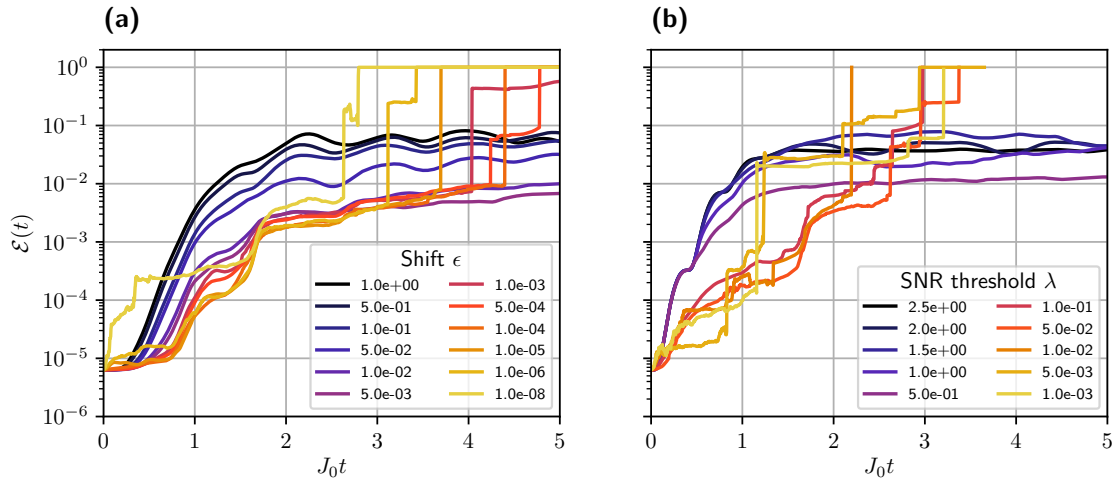 (a)
(b)
10⁰
10⁻¹
10⁻²
10⁻³
10⁻⁴
10⁻⁵
10⁻⁶
ℰ(t)
Shift ϵ
1.0e+00 1.0e-03
5.0e-01 5.0e-04
1.0e-01 1.0e-04
5.0e-02 1.0e-05
1.0e-02 1.0e-06
5.0e-03 1.0e-08
0 1 2 3 4 5
J₀t
SNR threshold λ
2.5e+00 1.0e-01
2.0e+00 5.0e-02
1.5e+00 1.0e-02
1.0e+00 5.0e-03
5.0e-01 1.0e-03
0 1 2 3 4 5
J₀t